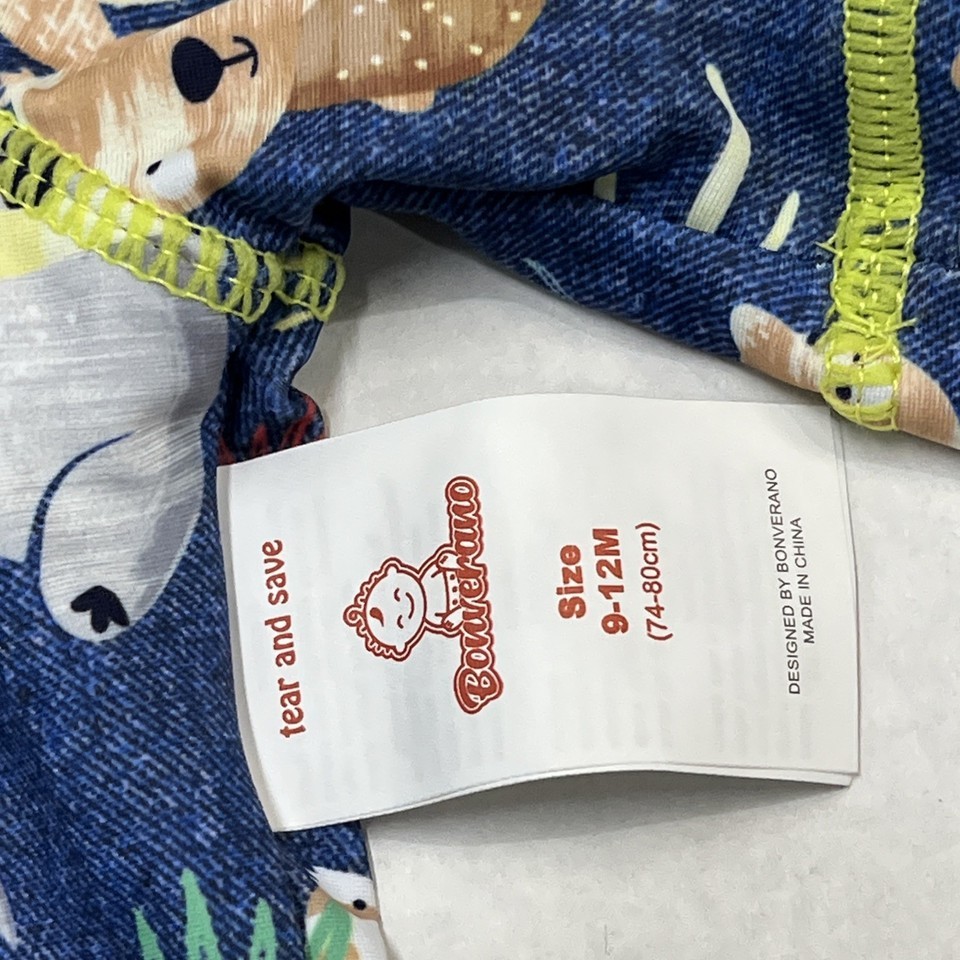 tear and save
Bonverano
Size
9-12M
(74-80cm)
DESIGNED BY BONVERANO
MADE IN CHINA